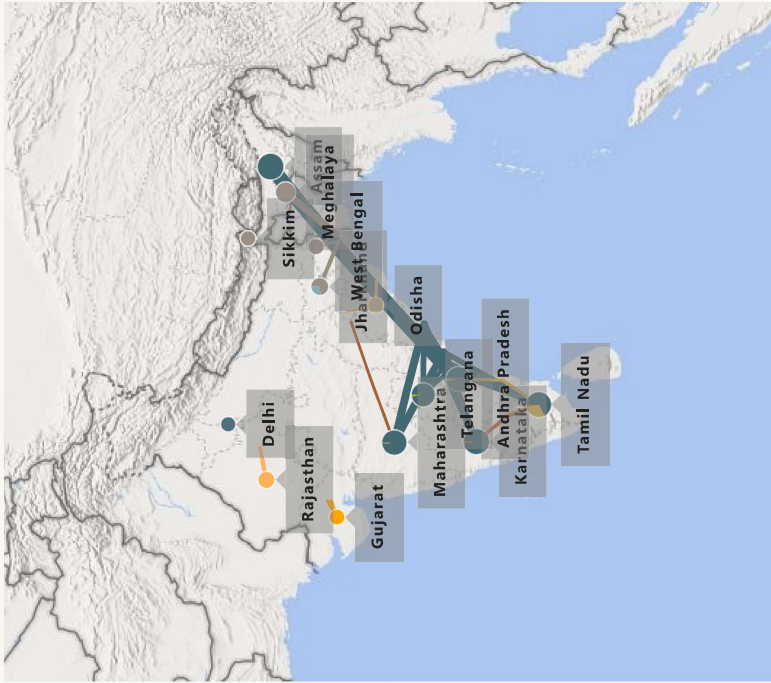 Delhi
Sikkim
Rajasthan
Assam
Meghalaya
West Bengal
Jharkhand
Gujarat
Odisha
Maharashtra
Telangana
Andhra Pradesh
Karnataka
Tamil Nadu